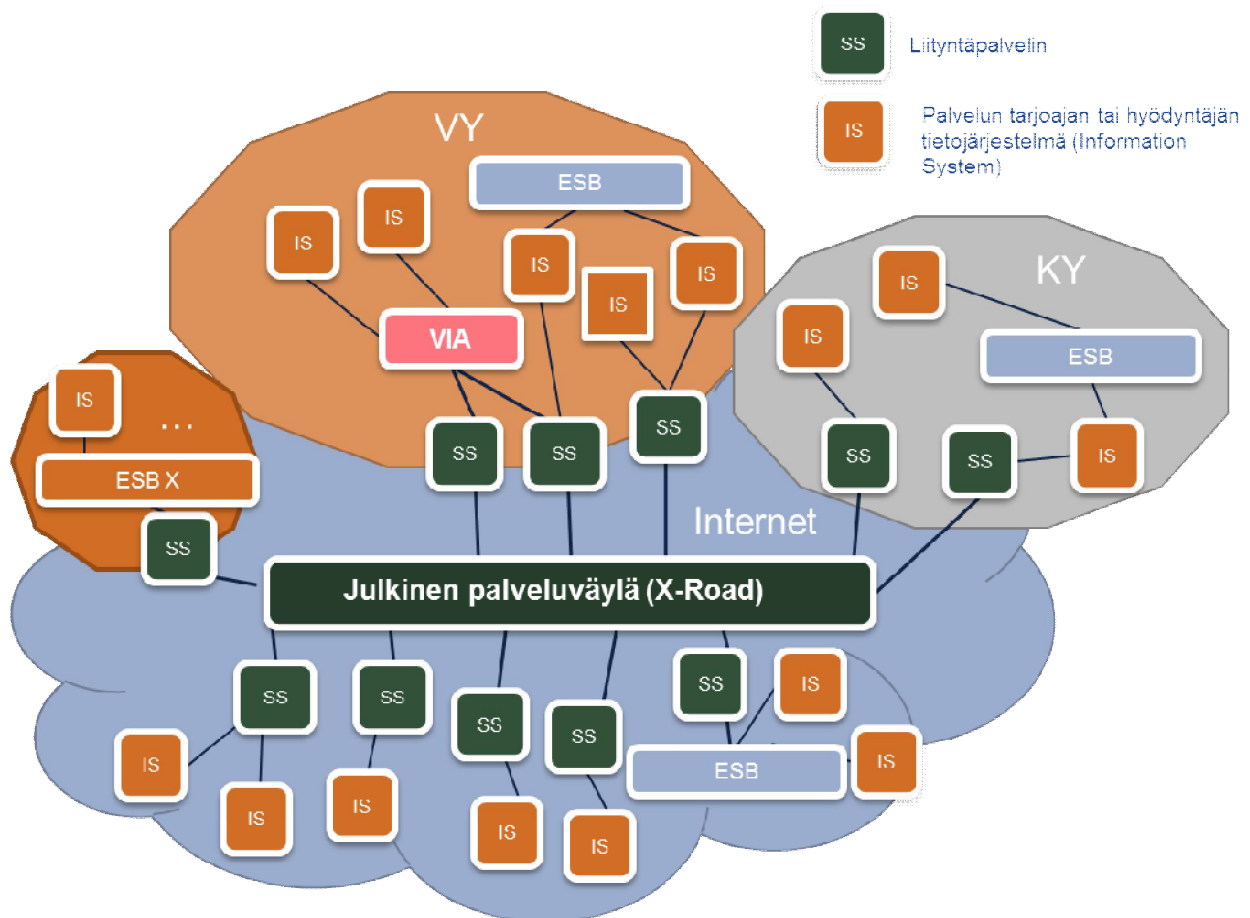 SS
Liityntäpalvelin
IS
Palvelun tarjoajan tai hyödyntäjän
tietojärjestelmä (Information
System)
VY
ESB
IS
IS
IS
IS
IS
VIA
SS
SS
SS
KY
IS
IS
ESB
SS
SS
IS
IS
...
ESB X
SS
Internet
Julkinen palveluväylä (X-Road)
SS
SS
SS
SS
SS
IS
IS
IS
IS
IS
IS
ESB
IS